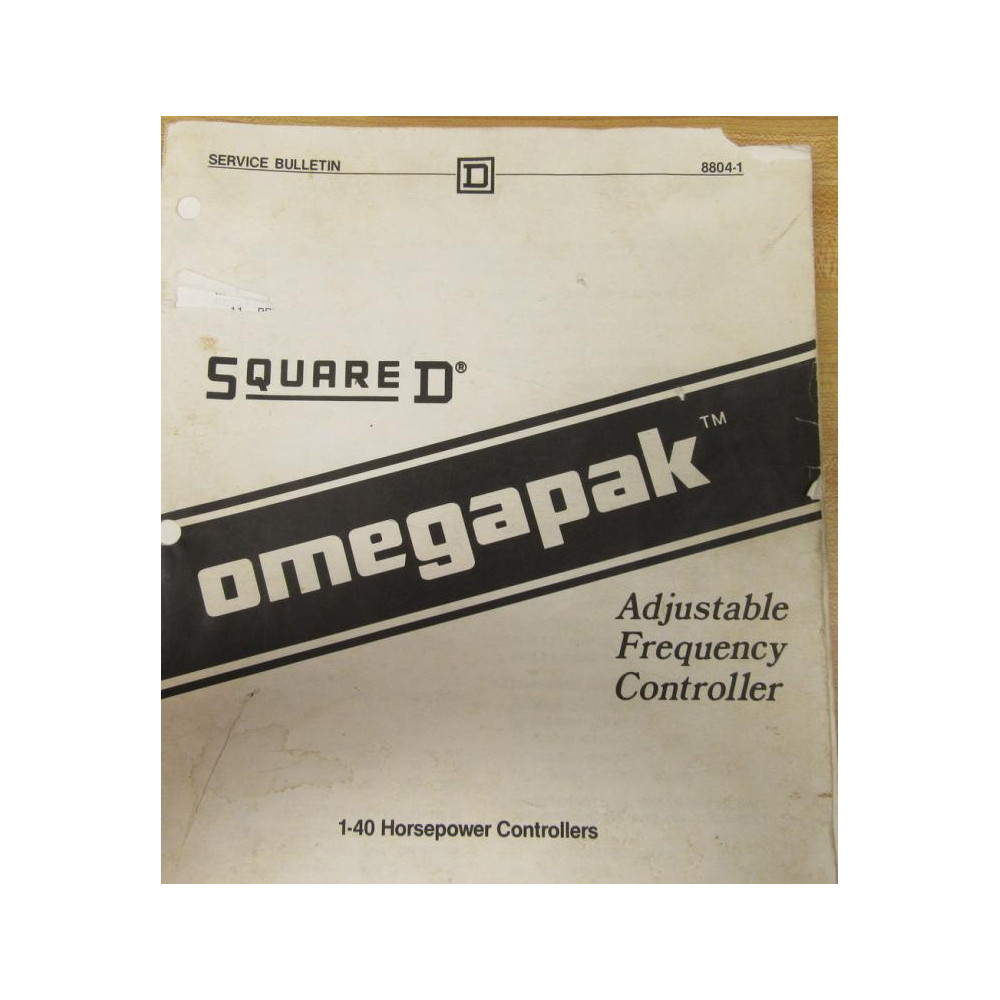 SERVICE BULLETIN
D
8804-1
SQUARE D®
omegapak™
Adjustable
Frequency
Controller
1-40 Horsepower Controllers